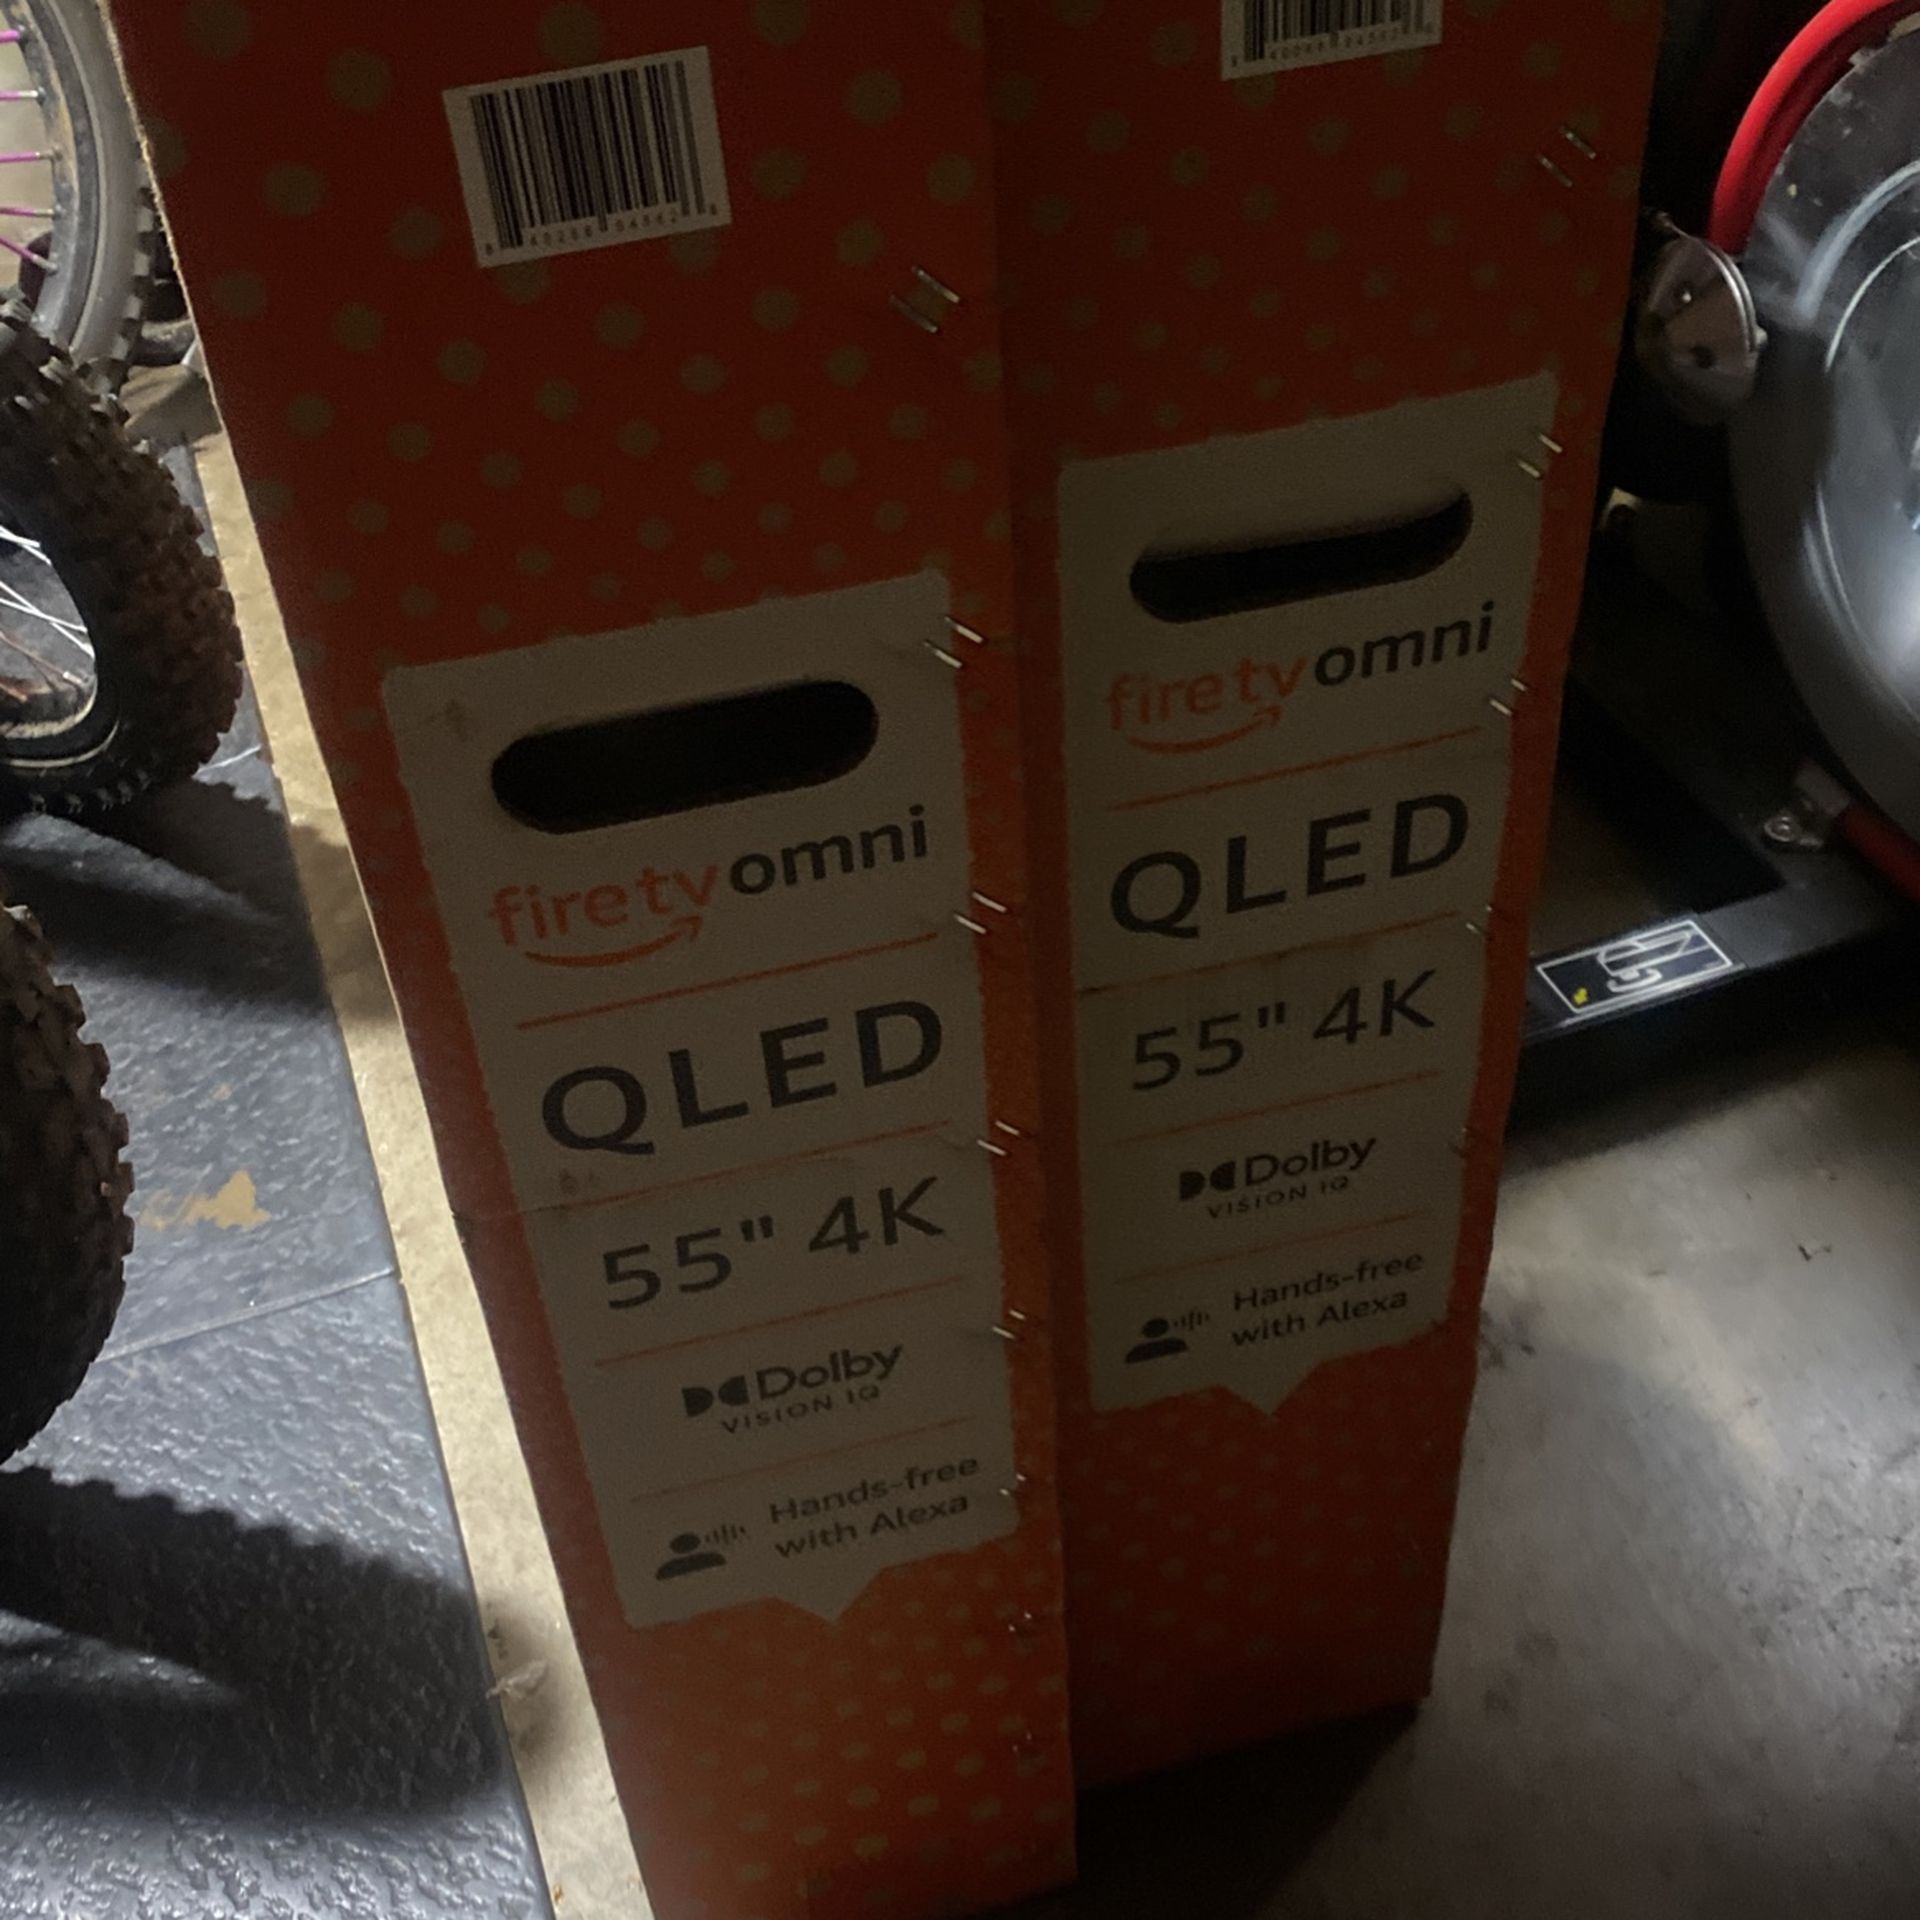 firetvomni
QLED
55" 4K
Dolby
VISION IQ
Hands-free
with Alexa
firetvomni
QLED
55" 4K
Dolby
VISION IQ
Hands-free
with Alexa